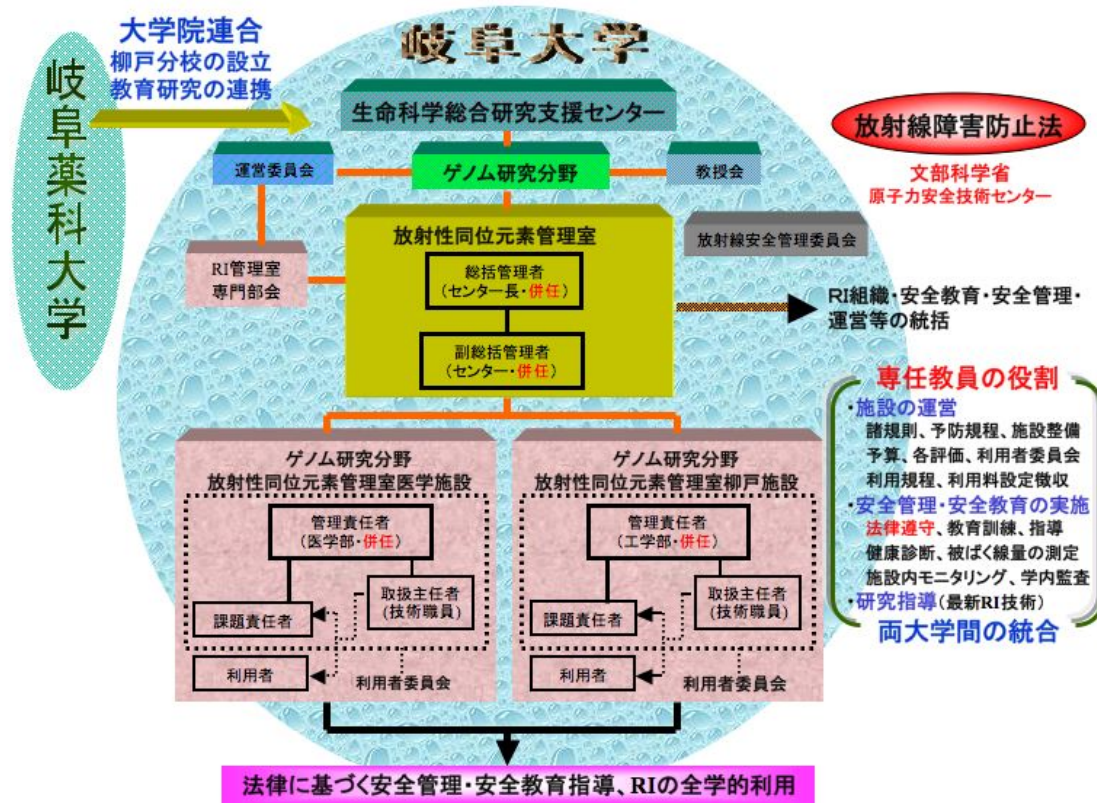 岐阜薬科大学
大学院連合
柳戸分校の設立
教育研究の連携
岐阜大学
生命科学総合研究支援センター
運営委員会
ゲノム研究分野
教授会
放射線障害防止法
文部科学省
原子力安全技術センター
RI管理室
専門部会
放射性同位元素管理室
総括管理者
(センター長・併任)
副総括管理者
(センター・併任)
放射線安全管理委員会
RI組織・安全教育・安全管理・
運営等の統括
専任教員の役割
・施設の運営
諸規則、予防規程、施設整備
予算、各評価、利用者委員会
利用規程、利用料設定徴収
・安全管理・安全教育の実施
法律遵守、教育訓練、指導
健康診断、被ばく線量の測定
施設内モニタリング、学内監査
・研究指導(最新RI技術)
両大学間の統合
ゲノム研究分野
放射性同位元素管理室医学施設
管理責任者
(医学部・併任)
取扱主任者
(技術職員)
課題責任者
利用者
利用者委員会
ゲノム研究分野
放射性同位元素管理室柳戸施設
管理責任者
(工学部・併任)
取扱主任者
(技術職員)
課題責任者
利用者
利用者委員会
法律に基づく安全管理・安全教育指導、RIの全学的利用